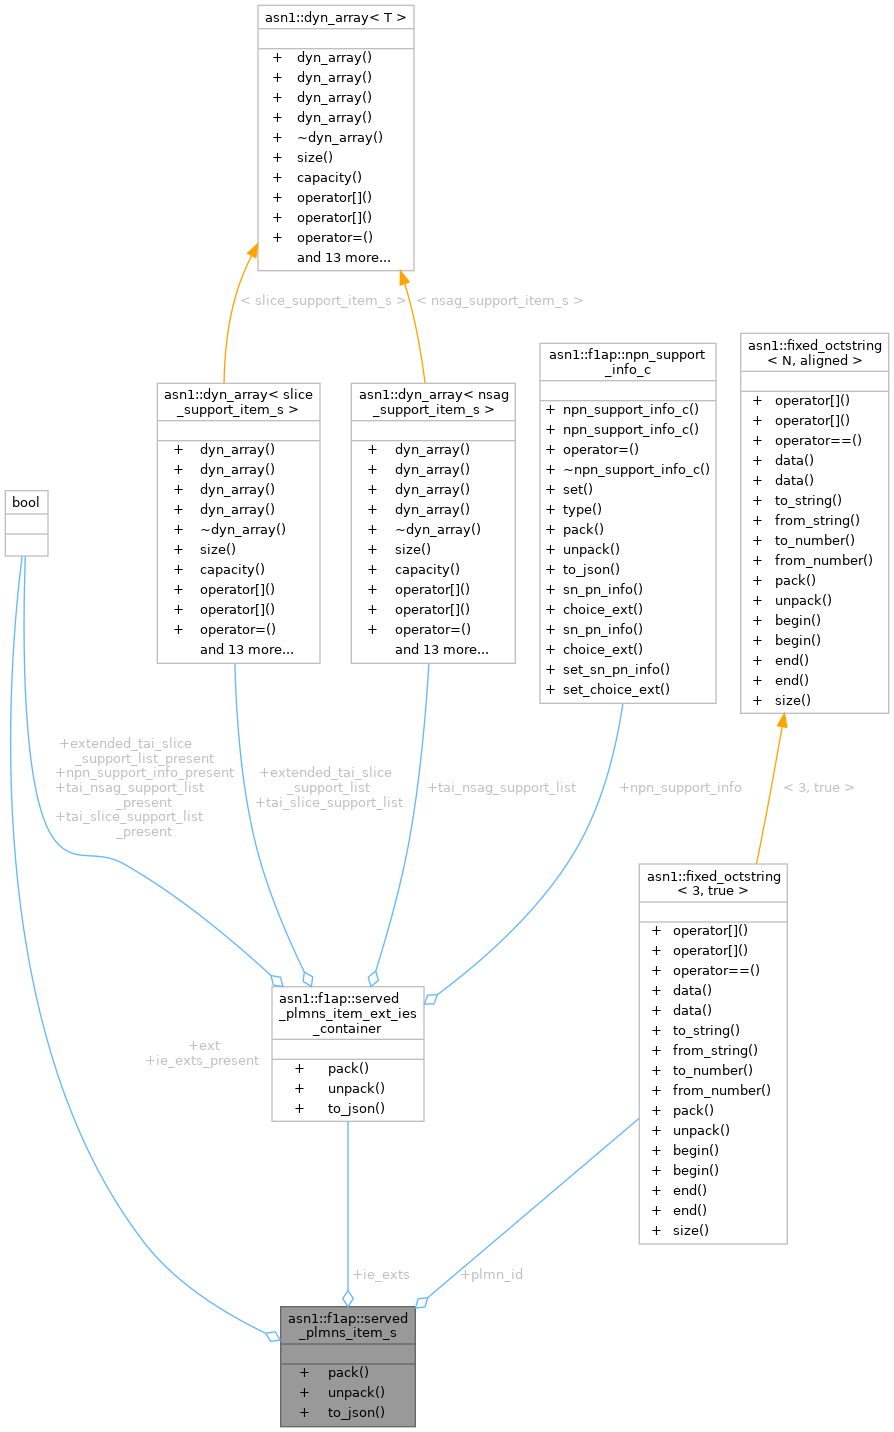 asn1::dyn_array< T >
+ dyn_array()
+ dyn_array()
+ dyn_array()
+ dyn_array()
+ ~dyn_array()
+ size()
+ capacity()
+ operator[]()
+ operator[]()
+ operator=()
and 13 more...
< slice_support_item_s >
< nsag_support_item_s >
asn1::dyn_array< slice
_support_item_s >
+ dyn_array()
+ dyn_array()
+ dyn_array()
+ dyn_array()
+ ~dyn_array()
+ size()
+ capacity()
+ operator[]()
+ operator[]()
+ operator=()
and 13 more...
asn1::dyn_array< nsag
_support_item_s >
+ dyn_array()
+ dyn_array()
+ dyn_array()
+ dyn_array()
+ ~dyn_array()
+ size()
+ capacity()
+ operator[]()
+ operator[]()
+ operator=()
and 13 more...
asn1::f1ap::npn_support
_info_c
+ npn_support_info_c()
+ npn_support_info_c()
+ operator=()
+ ~npn_support_info_c()
+ set()
+ type()
+ pack()
+ unpack()
+ to_json()
+ sn_pn_info()
+ choice_ext()
+ sn_pn_info()
+ choice_ext()
+ set_sn_pn_info()
+ set_choice_ext()
asn1::fixed_octstring
< N, aligned >
+ operator[]()
+ operator[]()
+ operator==()
+ data()
+ data()
+ to_string()
+ from_string()
+ to_number()
+ from_number()
+ pack()
+ unpack()
+ begin()
+ begin()
+ end()
+ end()
+ size()
bool
+extended_tai_slice
_support_list_present
+npn_support_info_present
+tai_nsag_support_list
_present
+tai_slice_support_list
_present
+extended_tai_slice
_support_list
+tai_slice_support_list
+tai_nsag_support_list
+npn_support_info
< 3, true >
asn1::fixed_octstring
< 3, true >
+ operator[]()
+ operator[]()
+ operator==()
+ data()
+ data()
+ to_string()
+ from_string()
+ to_number()
+ from_number()
+ pack()
+ unpack()
+ begin()
+ begin()
+ end()
+ end()
+ size()
asn1::f1ap::served
_plmns_item_ext_ies
_container
+ pack()
+ unpack()
+ to_json()
+ext
+ie_exts_present
+ie_exts
+plmn_id
asn1::f1ap::served
_plmns_item_s
+ pack()
+ unpack()
+ to_json()